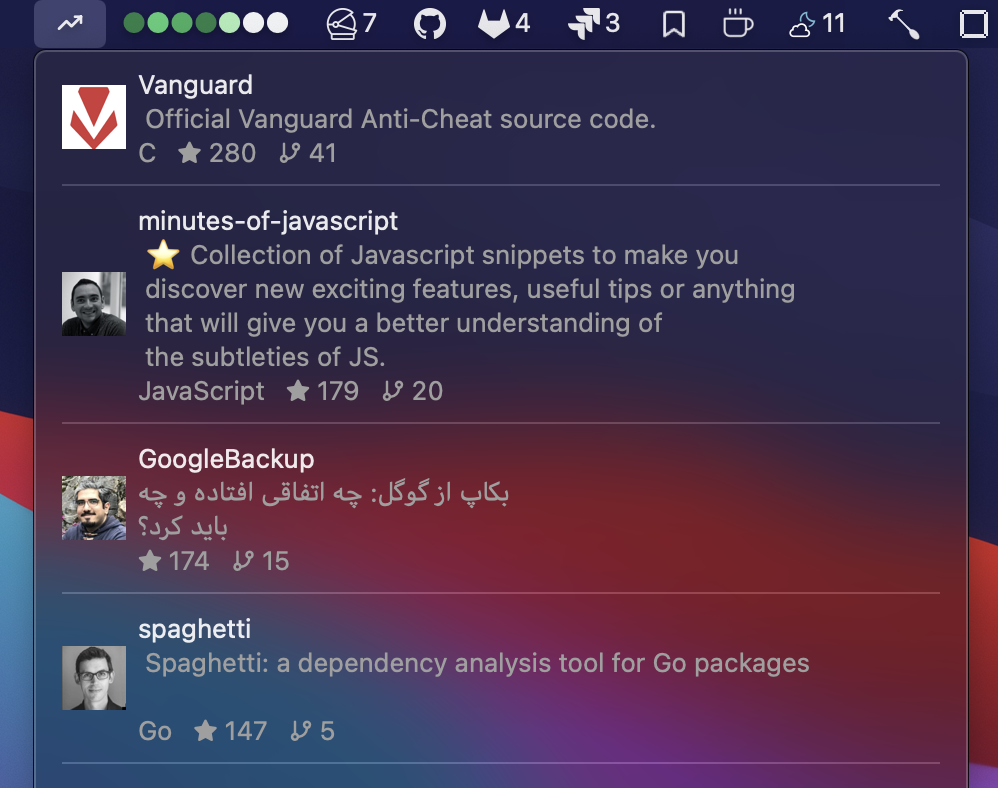 7 4 3 11
Vanguard
Official Vanguard Anti-Cheat source code.
C 280 41
minutes-of-javascript
⭐ Collection of Javascript snippets to make you
discover new exciting features, useful tips or anything
that will give you a better understanding of
the subtleties of JS.
JavaScript 179 20
GoogleBackup
بکاپ از گوگل: چه اتفاقی افتاده و چه
باید کرد؟
174 15
spaghetti
Spaghetti: a dependency analysis tool for Go packages
Go 147 5